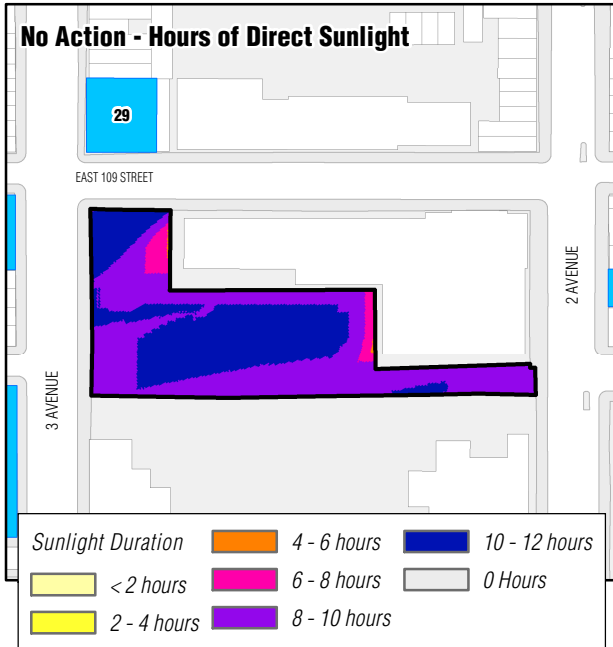 No Action - Hours of Direct Sunlight
29
EAST 109 STREET
2 AVENUE
3 AVENUE
Sunlight Duration
< 2 hours
2 - 4 hours
4 - 6 hours
6 - 8 hours
8 - 10 hours
10 - 12 hours
0 Hours